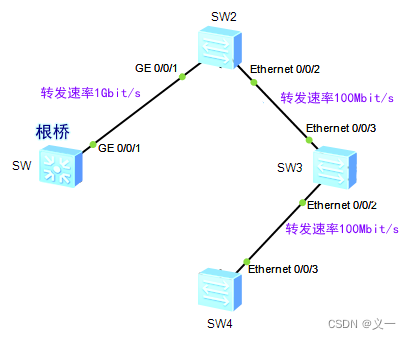 SW2
GE 0/0/1
Ethernet 0/0/2
转发速率1Gbit/s
转发速率100Mbit/s
根桥
Ethernet 0/0/3
GE 0/0/1
SW
SW3
Ethernet 0/0/2
转发速率100Mbit/s
Ethernet 0/0/3
SW4
CSDN @义一